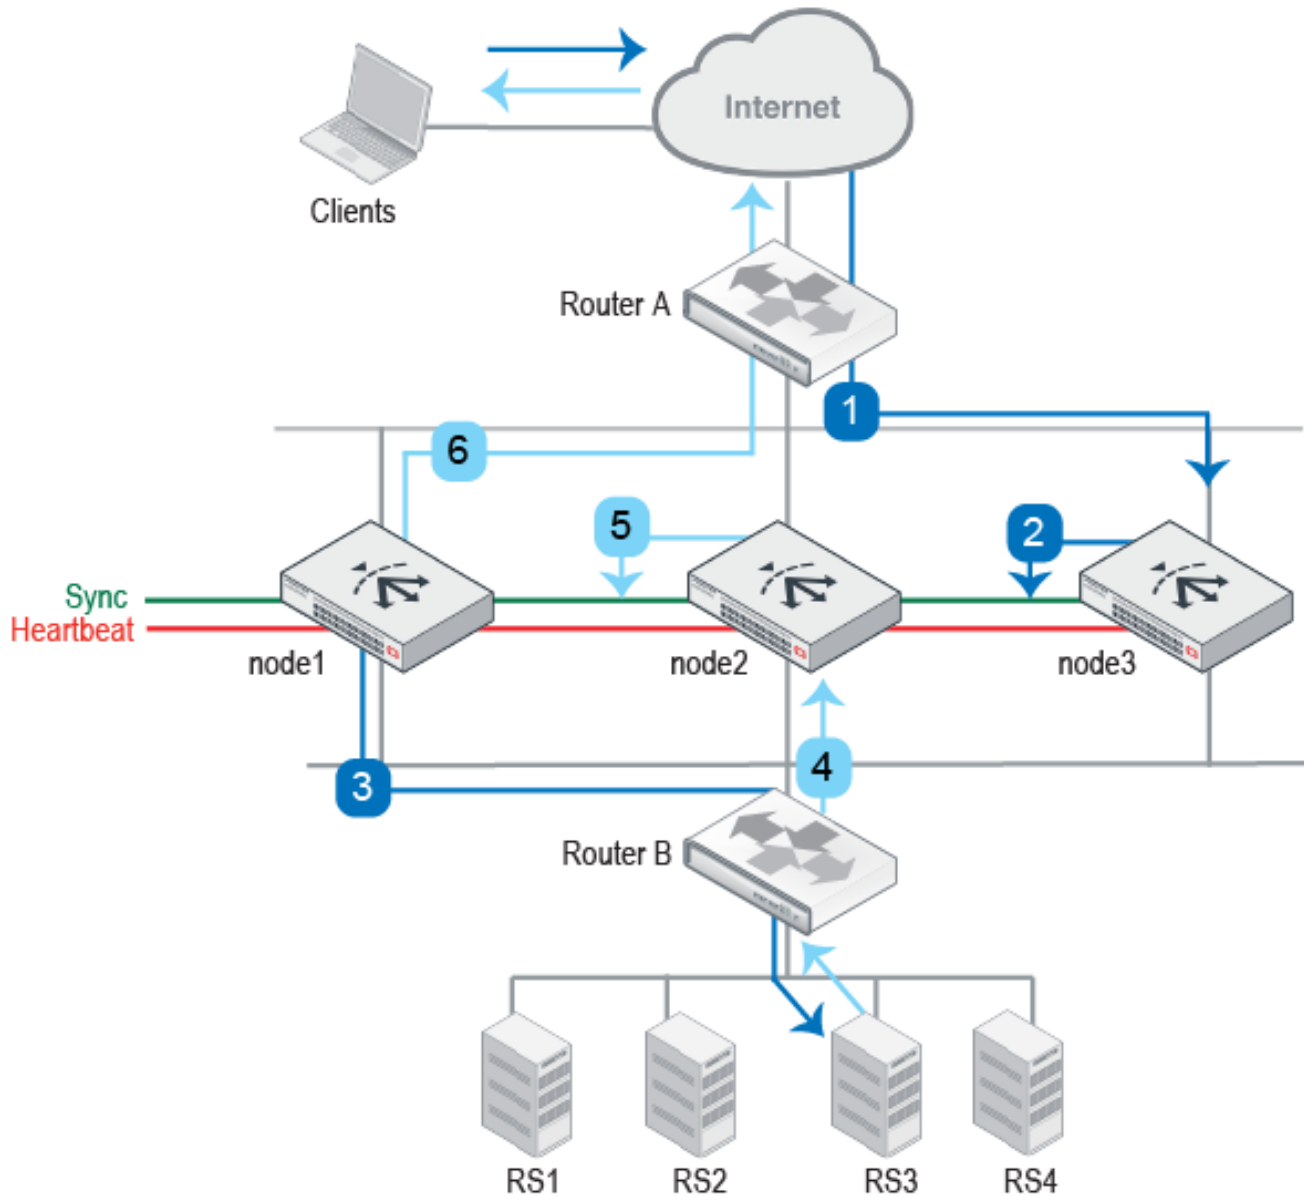 Internet
Clients
Router A
1
6
5
2
Sync
Heartbeat
node1
node2
node3
3
4
Router B
RS1
RS2
RS3
RS4